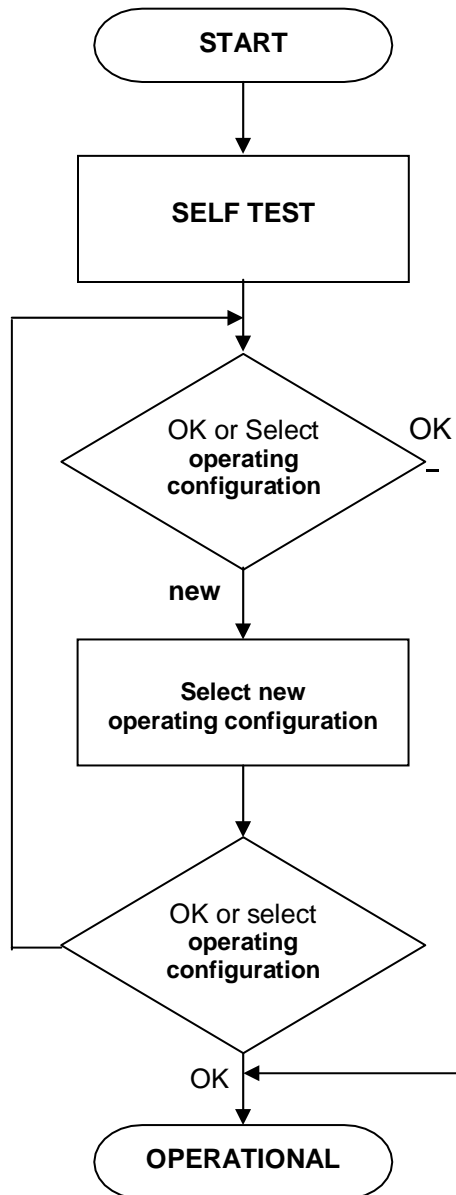 START
SELF TEST
OK or Select
operating
configuration
OK
new
Select new
operating configuration
OK or select
operating
configuration
OK
OPERATIONAL